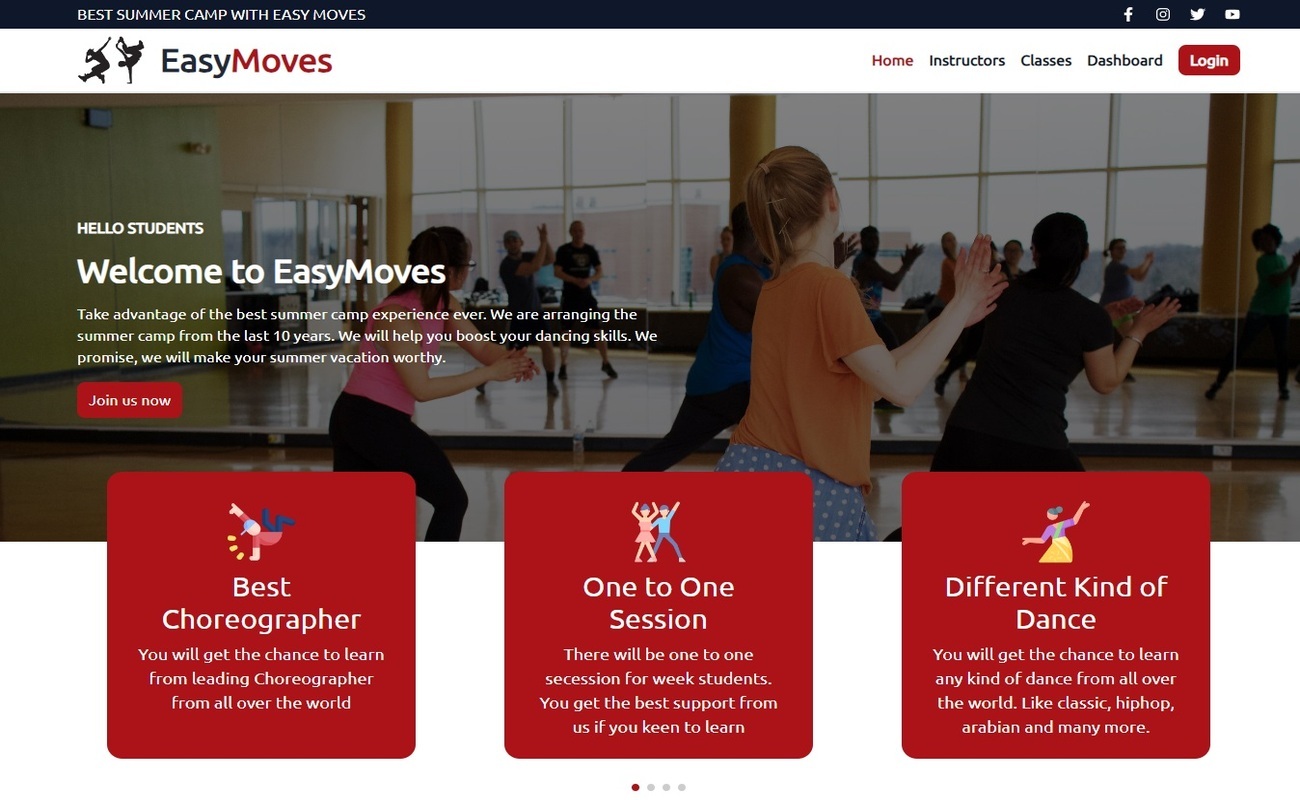 BEST SUMMER CAMP WITH EASY MOVES
EasyMoves
Home Instructors Classes Dashboard Login
HELLO STUDENTS
Welcome to EasyMoves
Take advantage of the best summer camp experience ever. We are arranging the
summer camp from the last 10 years. We will help you boost your dancing skills. We
promise, we will make your summer vacation worthy.
Join us now
Best
Choreographer
You will get the chance to learn
from leading Choreographer
from all over the world
One to One
Session
There will be one to one
secession for week students.
You get the best support from
us if you keen to learn
Different Kind of
Dance
You will get the chance to learn
any kind of dance from all over
the world. Like classic, hiphop,
arabian and many more.